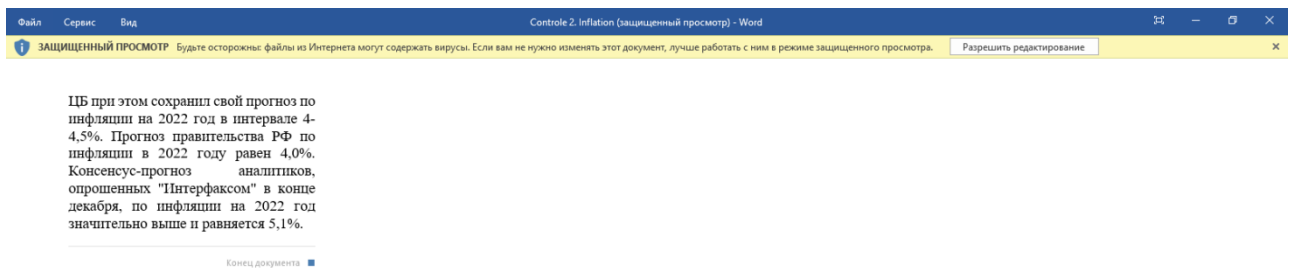 Файл Сервис Вид Controle 2. Inflation (защищенный просмотр) - Word
ЗАЩИЩЕННЫЙ ПРОСМОТР Будьте осторожны: файлы из Интернета могут содержать вирусы. Если вам не нужно изменять этот документ, лучше работать с ним в режиме защищенного просмотра. Разрешить редактирование
ЦБ при этом сохранил свой прогноз по
инфляции на 2022 год в интервале 4-
4,5%. Прогноз правительства РФ по
инфляции в 2022 году равен 4,0%.
Консенсус-прогноз аналитиков,
опрошенных "Интерфаксом" в конце
декабря, по инфляции на 2022 год
значительно выше и равняется 5,1%.
Конец документа